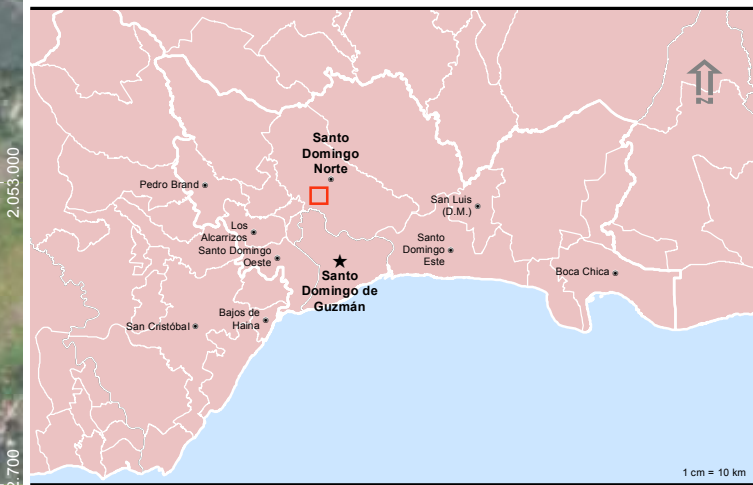 2.053.000
2.700
N
Santo
Domingo
Norte
Pedro Brand
San Luis
(D.M.)
Los
Alcarrizos
Santo Domingo
Oeste
Santo
Domingo
Este
Boca Chica
Santo
Domingo de
Guzmán
Bajos de
Haina
San Cristóbal
1 cm = 10 km